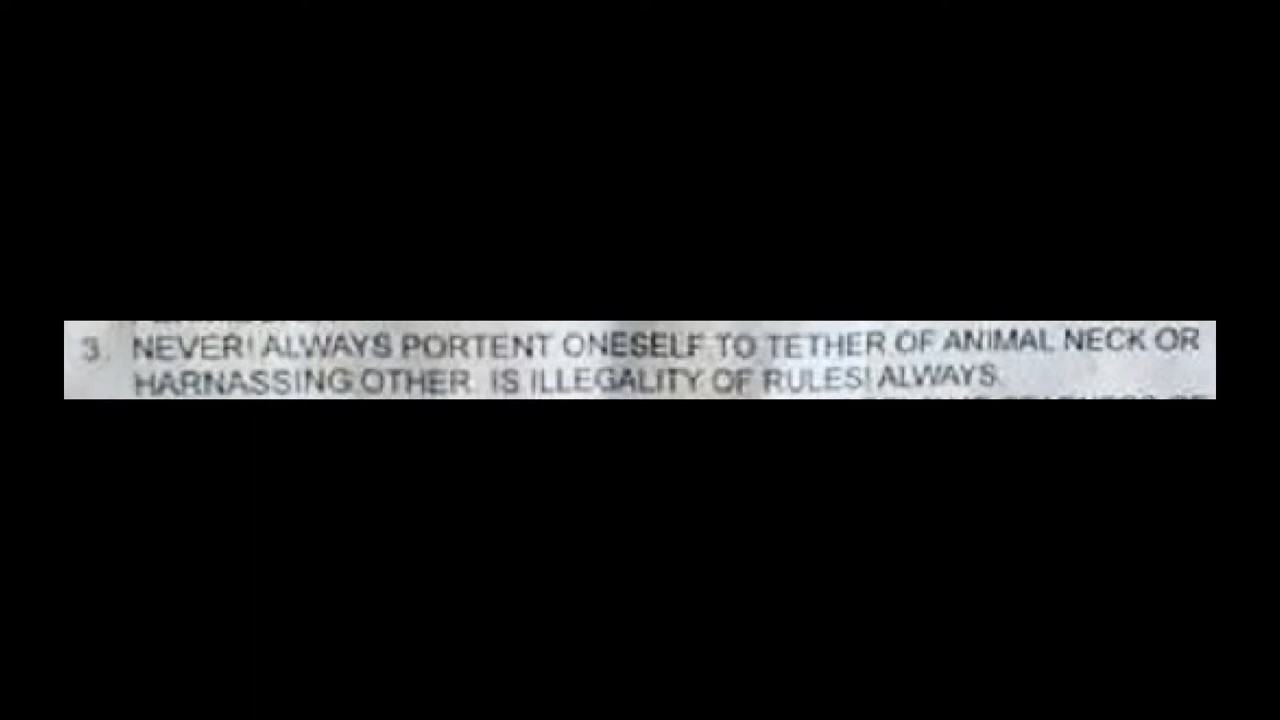 3. NEVER! ALWAYS PORTENT ONESELF TO TETHER OF ANIMAL NECK OR
HARNASSING OTHER. IS ILLEGALITY OF RULES! ALWAYS.